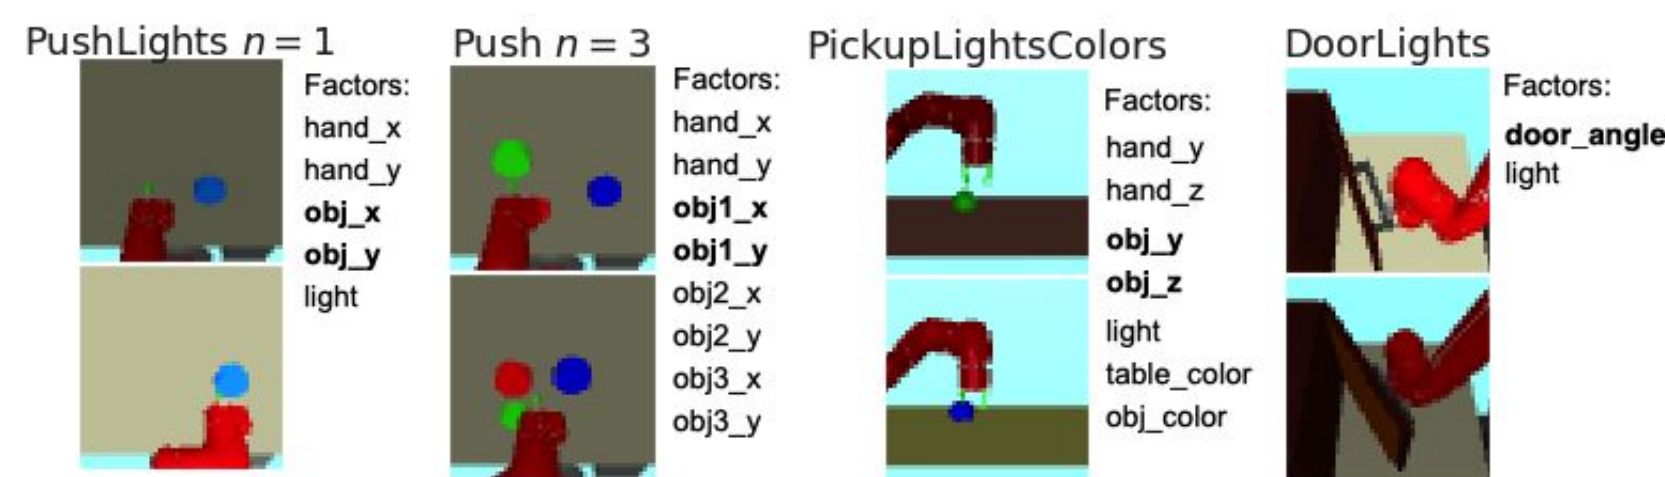 PushLights n = 1
Factors:
hand_x
hand_y
obj_x
obj_y
light
Push n = 3
Factors:
hand_x
hand_y
obj1_x
obj1_y
obj2_x
obj2_y
obj3_x
obj3_y
PickupLightsColors
Factors:
hand_y
hand_z
obj_y
obj_z
light
table_color
obj_color
DoorLights
Factors:
door_angle
light